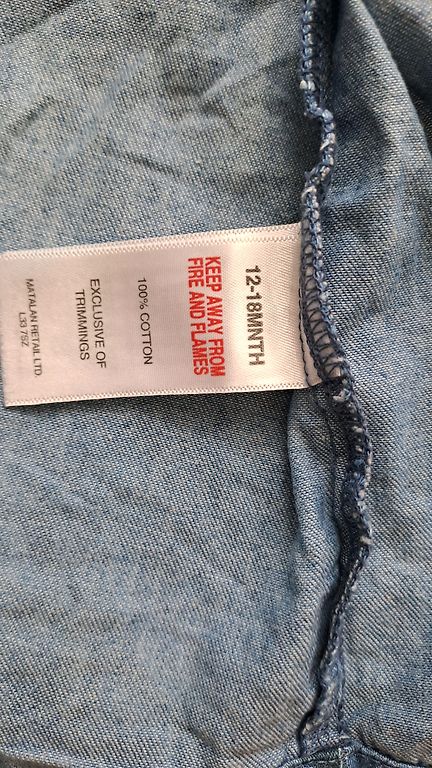 12-18MNTH
KEEP AWAY FROM
FIRE AND FLAMES
100% COTTON
EXCLUSIVE OF
TRIMMINGS
MATALAN RETAIL LTD.
L33 7SZ